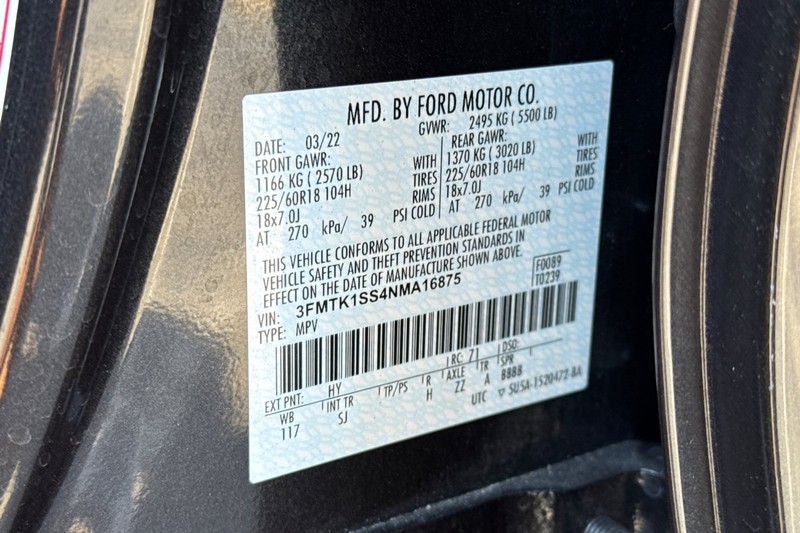 MFD. BY FORD MOTOR CO.
DATE: 03/22 GVWR: 2495 KG ( 5500 LB)
FRONT GAWR: REAR GAWR:
1166 KG ( 2570 LB) WITH 1370 KG ( 3020 LB) WITH
225/60R18 104H TIRES 225/60R18 104H TIRES
18x7.0J RIMS 18x7.0J RIMS
AT 270 kPa/ 39 PSI COLD AT 270 kPa/ 39 PSI COLD
THIS VEHICLE CONFORMS TO ALL APPLICABLE FEDERAL MOTOR
VEHICLE SAFETY AND THEFT PREVENTION STANDARDS IN
EFFECT ON THE DATE OF MANUFACTURE SHOWN ABOVE.
F0089
VIN: 3FMTK1SS4NMA16875 T0239
TYPE: MPV
EXT PNT: HY RC: 71 DSO:
WB INT TR TP/PS R AXLE TR SPR
117 SJ H ZZ A BBBB
UTC ▽ SU5A-1520472-BA